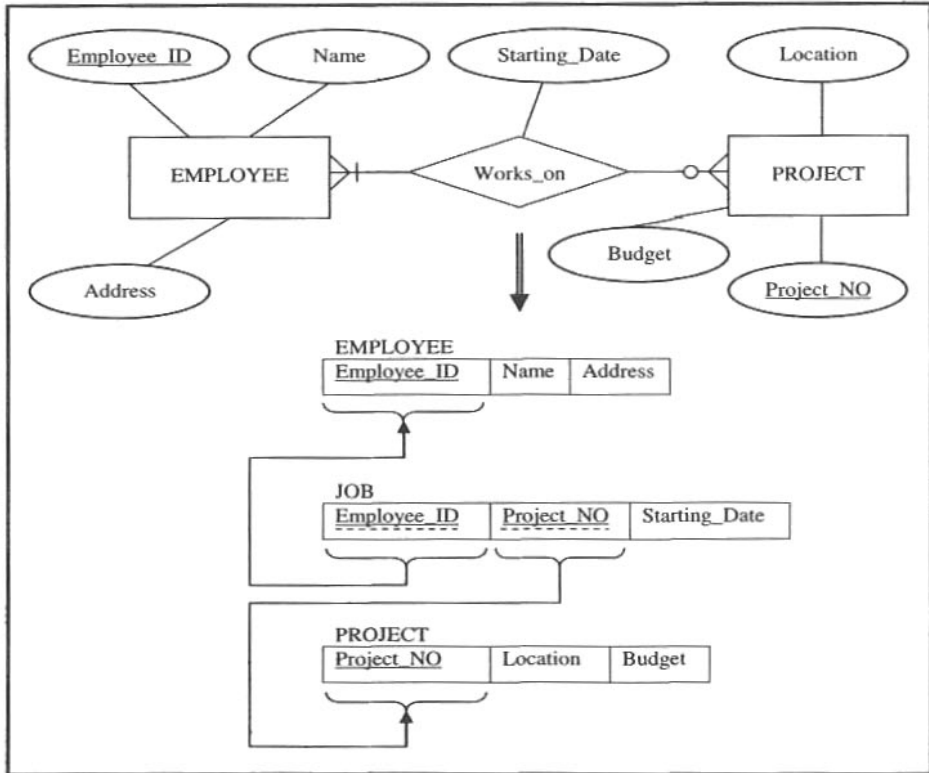 Employee_ID
Name
Starting_Date
Location
EMPLOYEE
Works_on
PROJECT
Address
Budget
Project_NO
EMPLOYEE
Employee_ID Name Address
JOB
Employee_ID Project_NO Starting_Date
PROJECT
Project_NO Location Budget